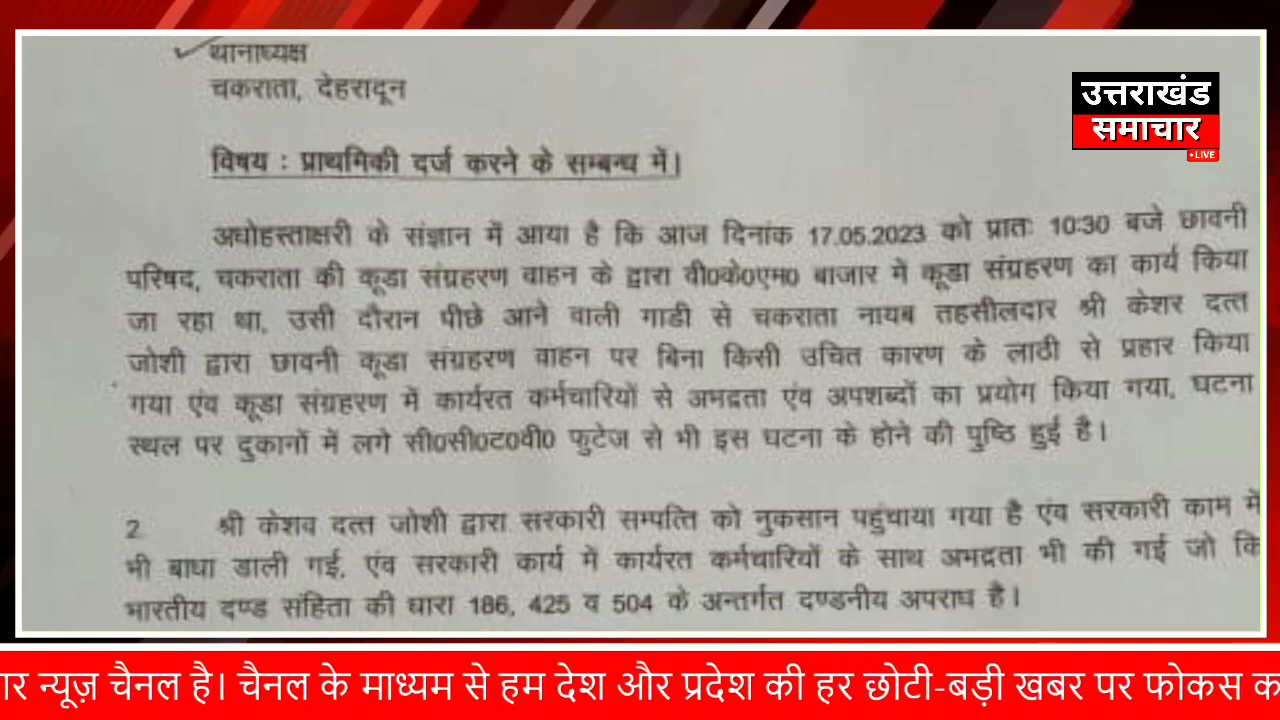 थानाध्यक्ष
चकराता, देहरादून
उत्तराखंड
समाचार
LIVE
विषय : प्राथमिकी दर्ज करने के सम्बन्ध में।
अधोहस्ताक्षरी के संज्ञान में आया है कि आज दिनांक 17.05.2023 को प्रातः 10:30 बजे छावनी
परिषद, चकराता की कूडा संग्रहरण वाहन के द्वारा वी0के0एम0 बाजार में कूडा संग्रहरण का कार्य किया
जा रहा था, उसी दौरान पीछे आने वाली गाडी से चकराता नायब तहसीलदार श्री केशर दत्त
जोशी द्वारा छावनी कूडा संग्रहरण वाहन पर बिना किसी उचित कारण के लाठी से प्रहार किया
गया एंव कूडा संग्रहरण में कार्यरत कर्मचारियों से अभद्रता एंव अपशब्दों का प्रयोग किया गया, घटना
स्थल पर दुकानों में लगे सी0सी0ट0वी0 फुटेज से भी इस घटना के होने की पुष्ठि हुई है।
2 श्री केशव दत्त जोशी द्वारा सरकारी सम्पत्ति को नुकसान पहुंचाया गया है एंव सरकारी काम में
भी बाधा डाली गई, एंव सरकारी कार्य में कार्यरत कर्मचारियों के साथ अभद्रता भी की गई जो कि
भारतीय दण्ड संहिता की धारा 186, 425 व 504 के अन्तर्गत दण्डनीय अपराध है।
ार न्यूज़ चैनल है। चैनल के माध्यम से हम देश और प्रदेश की हर छोटी-बड़ी खबर पर फोकस क